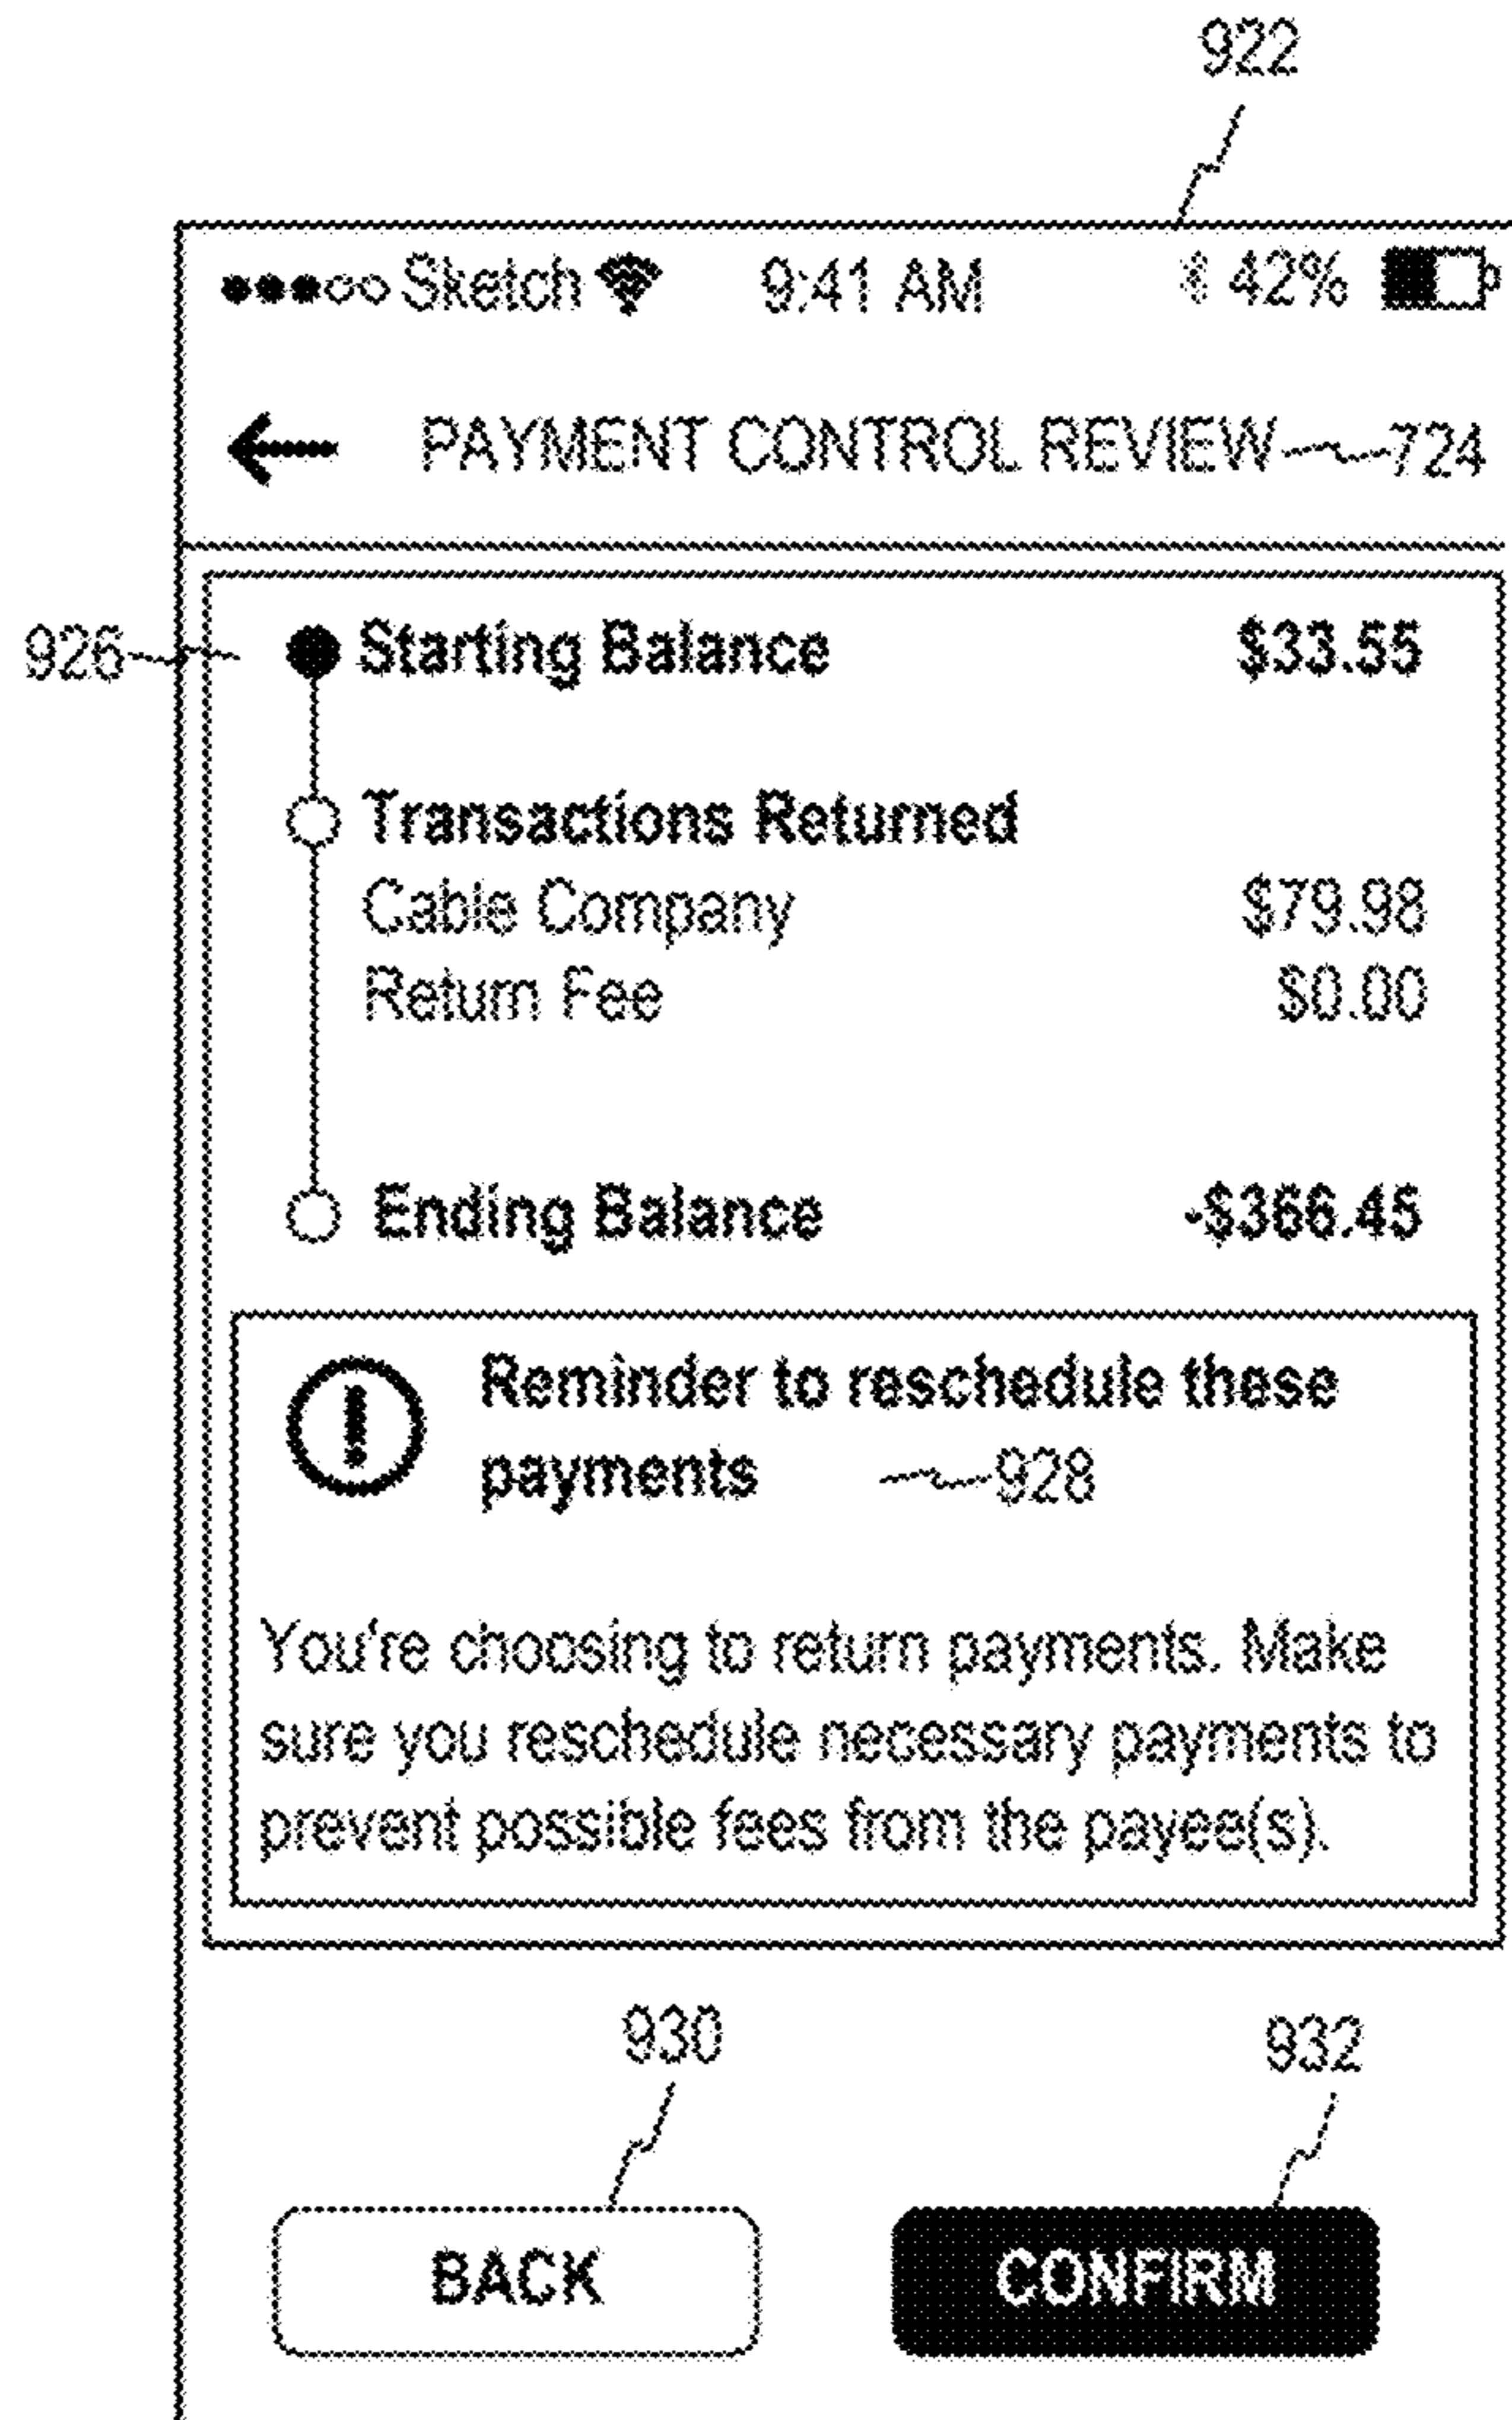 922
Sketch 9:41 AM 42%
PAYMENT CONTROL REVIEW 724
926 Starting Balance $33.55
Transactions Returned
Cable Company $79.98
Return Fee $0.00
Ending Balance -$366.45
Reminder to reschedule these
payments 928
You're choosing to return payments. Make
sure you reschedule necessary payments to
prevent possible fees from the payee(s).
930 932
BACK CONFIRM